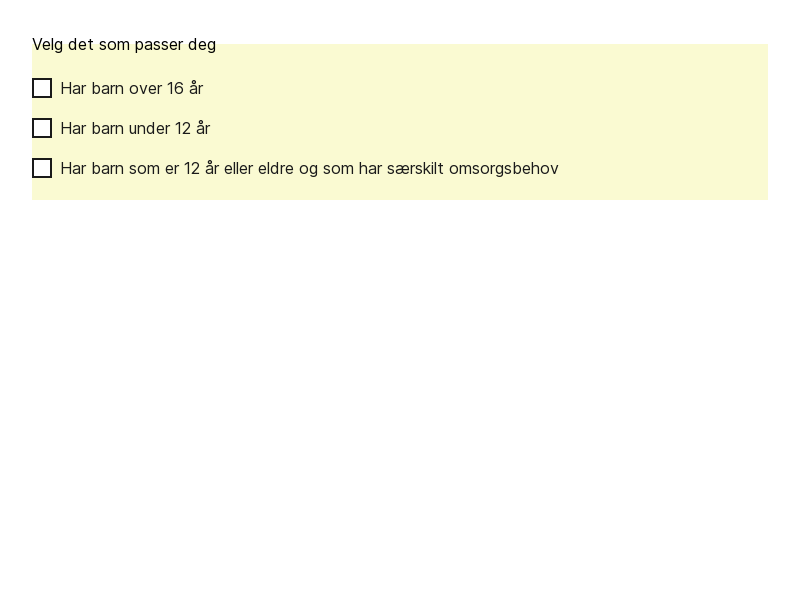 Velg det som passer deg
Har barn over 16 år
Har barn under 12 år
Har barn som er 12 år eller eldre og som har særskilt omsorgsbehov